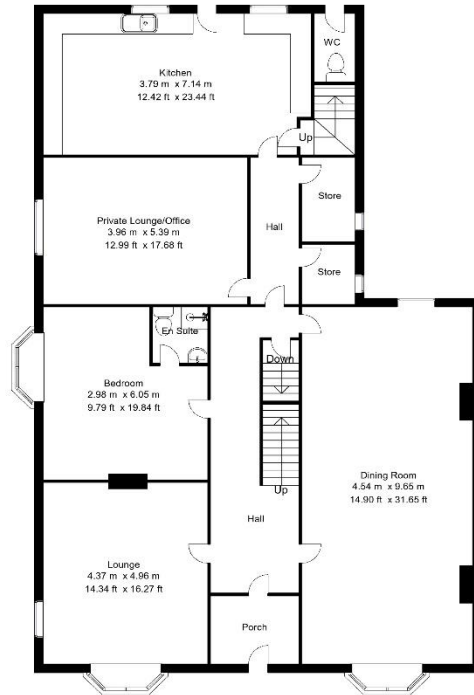 WC
Kitchen
3.79 m x 7.14 m
12.42 ft x 23.44 ft
Up
Store
Private Lounge/Office
3.96 m x 5.39 m
12.99 ft x 17.68 ft
Hall
Store
En Suite
Down
Bedroom
2.98 m x 6.05 m
9.79 ft x 19.84 ft
Up
Dining Room
4.54 m x 9.65 m
14.90 ft x 31.65 ft
Hall
Lounge
4.37 m x 4.96 m
14.34 ft x 16.27 ft
Porch